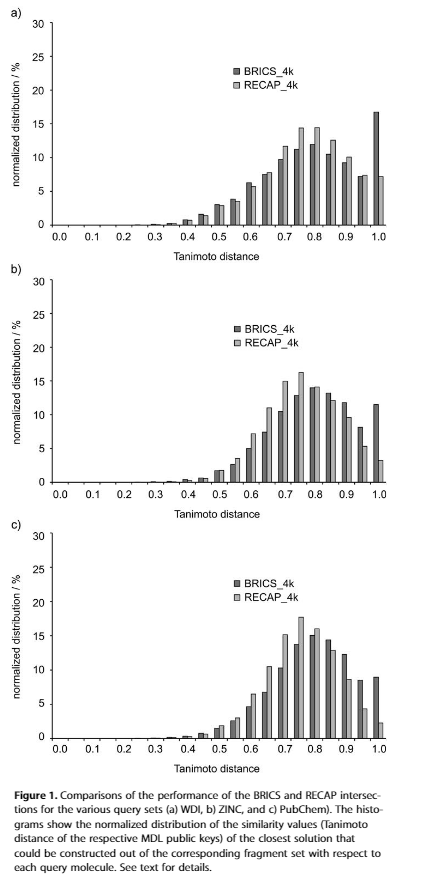 a)
30
25
20
15
10
5
0
normalized distribution / %
BRICS_4k
RECAP_4k
0.0 0.1 0.2 0.3 0.4 0.5 0.6 0.7 0.8 0.9 1.0
Tanimoto distance
b)
30
25
20
15
10
5
0
normalized distribution / %
BRICS_4k
RECAP_4k
0.0 0.1 0.2 0.3 0.4 0.5 0.6 0.7 0.8 0.9 1.0
Tanimoto distance
c)
30
25
20
15
10
5
0
normalized distribution / %
BRICS_4k
RECAP_4k
0.0 0.1 0.2 0.3 0.4 0.5 0.6 0.7 0.8 0.9 1.0
Tanimoto distance
Figure 1. Comparisons of the performance of the BRICS and RECAP intersec-
tions for the various query sets (a) WDI, b) ZINC, and c) PubChem). The histo-
grams show the normalized distribution of the similarity values (Tanimoto
distance of the respective MDL public keys) of the closest solution that
could be constructed out of the corresponding fragment set with respect to
each query molecule. See text for details.